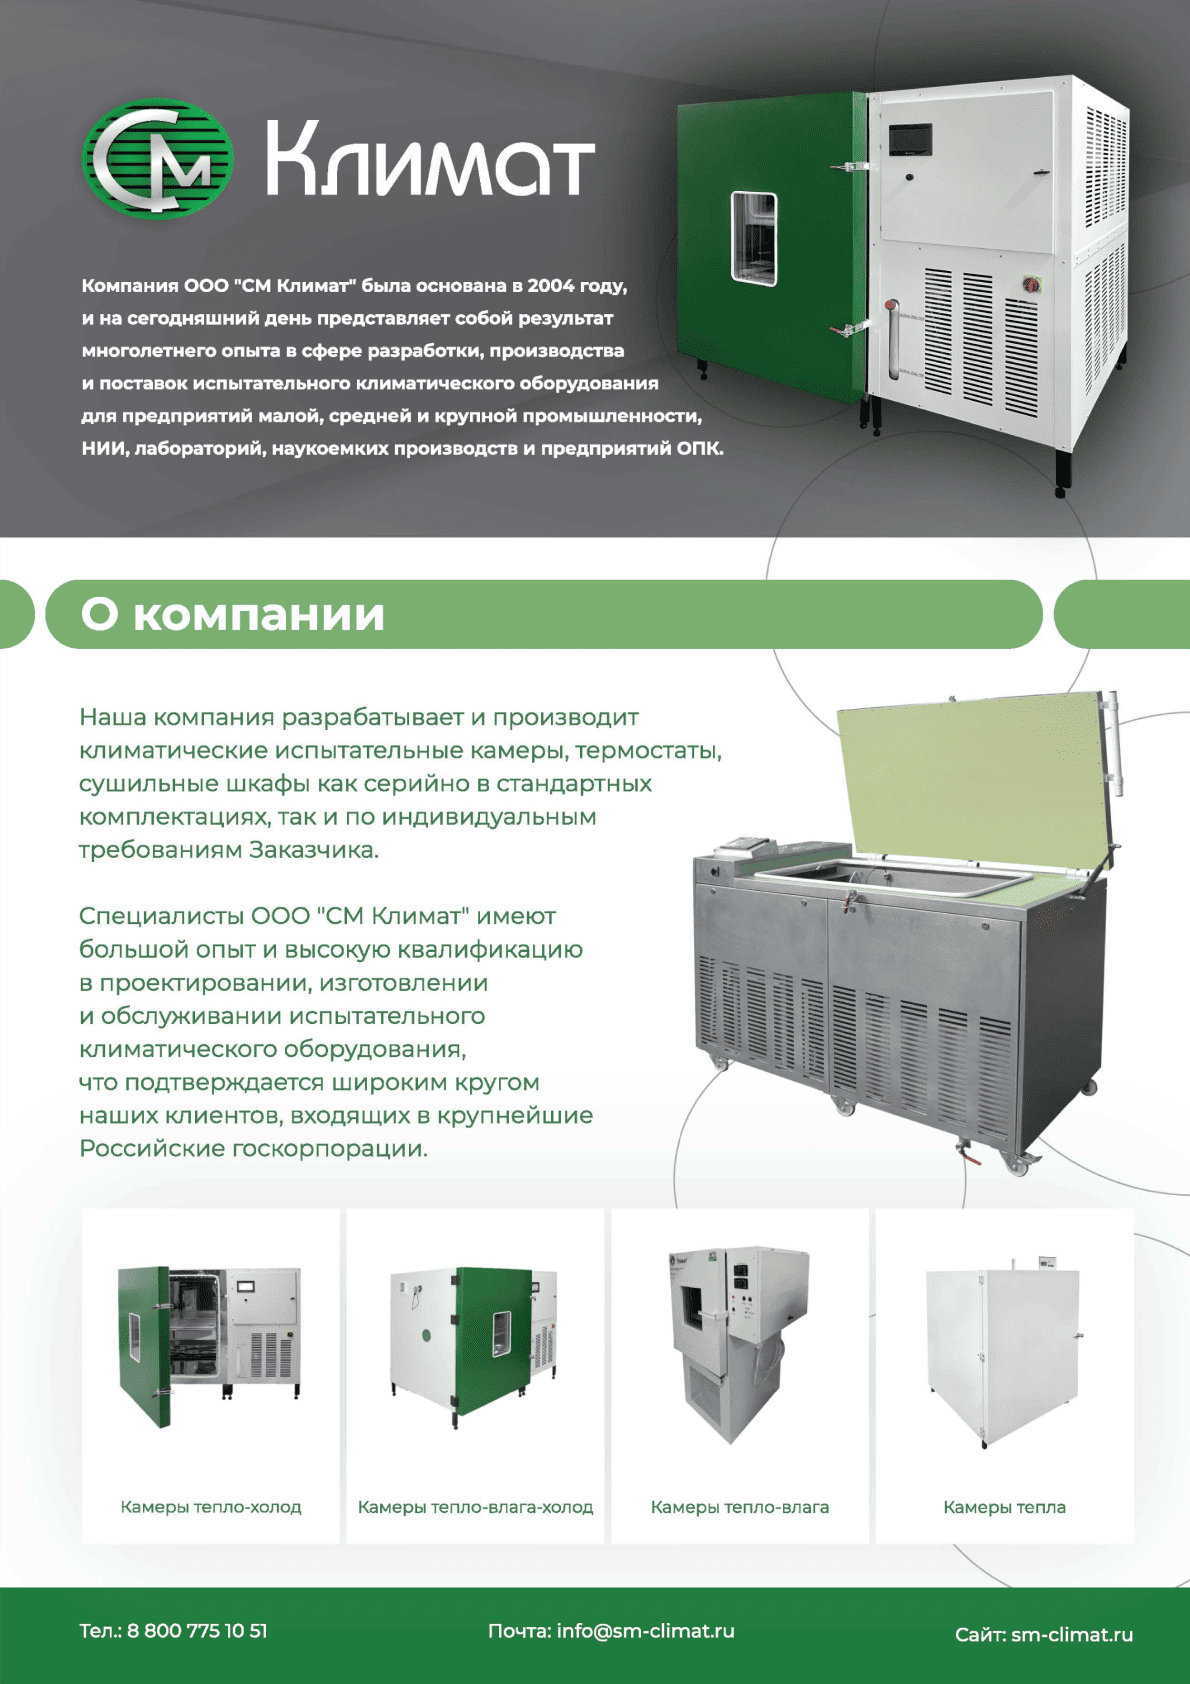 СМ Климат
Компания ООО "СМ Климат" была основана в 2004 году,
и на сегодняшний день представляет собой результат
многолетнего опыта в сфере разработки, производства
и поставок испытательного климатического оборудования
для предприятий малой, средней и крупной промышленности,
НИИ, лабораторий, наукоемких производств и предприятий ОПК.
О компании
Наша компания разрабатывает и производит
климатические испытательные камеры, термостаты,
сушильные шкафы как серийно в стандартных
комплектациях, так и по индивидуальным
требованиям Заказчика.
Специалисты ООО "СМ Климат" имеют
большой опыт и высокую квалификацию
в проектировании, изготовлении
и обслуживании испытательного
климатического оборудования,
что подтверждается широким кругом
наших клиентов, входящих в крупнейшие
Российские госкорпорации.
Камеры тепло-холод
Камеры тепло-влага-холод
Камеры тепло-влага
Камеры тепла
Тел.: 8 800 775 10 51
Почта: info@sm-climat.ru
Сайт: sm-climat.ru